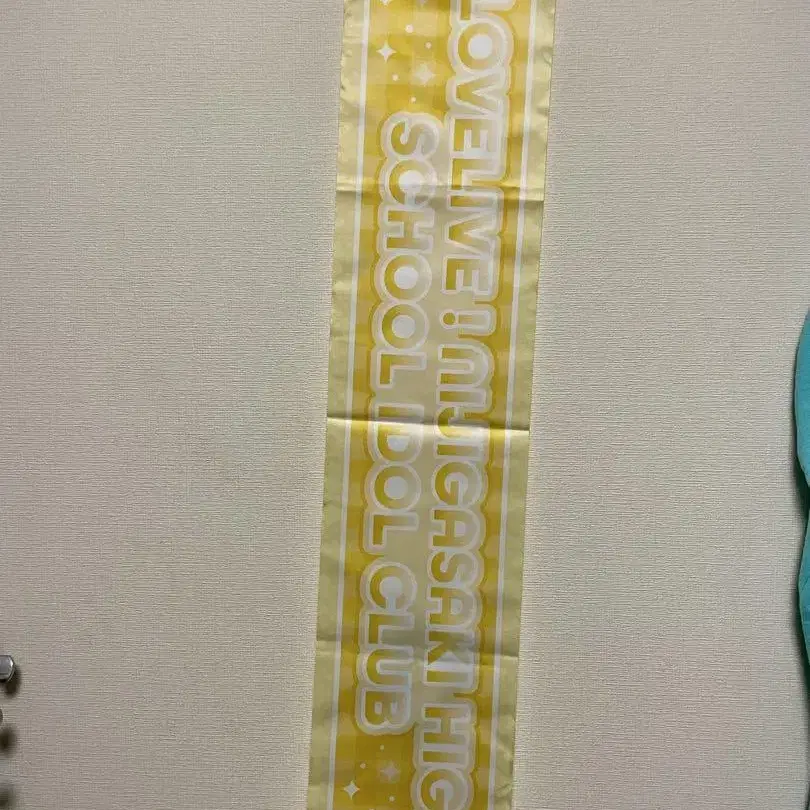 LOVELIVE! NIJIGASAKI HIG
SCHOOL IDOL CLUB